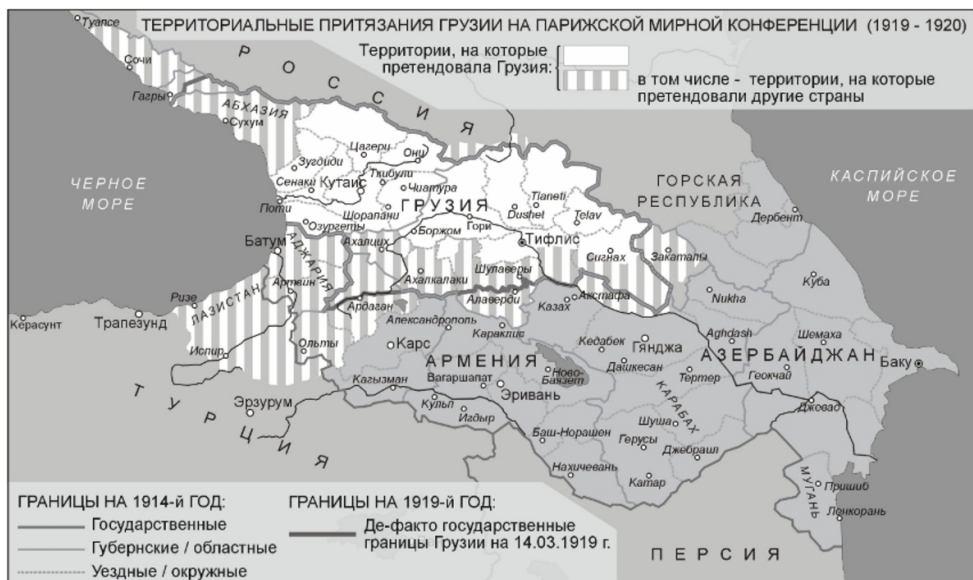 ТЕРРИТОРИАЛЬНЫЕ ПРИТЯЗАНИЯ ГРУЗИИ НА ПАРИЖСКОЙ МИРНОЙ КОНФЕРЕНЦИИ (1919 - 1920)
Территории, на которые
претендовала Грузия:
в том числе - территории, на которые
претендовали другие страны
РОССИЯ
Туапсе
Сочи
Гагры
АБХАЗИЯ
Сухум
Цагери
Они
Зугдиди
Ткибули
Сенаки
Кутаис
Чиатура
ЧЕРНОЕ
МОРЕ
ГОРСКАЯ
РЕСПУБЛИКА
КАСПИЙСКОЕ
МОРЕ
Дербент
Поти
Шорапани
ГРУЗИЯ
Tianeti
Dushet
Telav
Озургеты
Боржом
Гори
Батум
АДЖАРИЯ
Ахалцих
Тифлис
Сигнах
Закаталы
Ахалкалаки
Шулаверы
Куба
Артвин
ЛАЗИСТАН
Ризе
Ардаган
Алаверди
Казах
Акстафа
Nukha
Керасунт
Трапезунд
Александрополь
Караклис
Aghdash
Шемаха
Испир
Ольты
Карс
АРМЕНИЯ
Кедабек
ГЯНДЖА
АЗЕРБАЙДЖАН
Баку
Дашкесан
Геокчай
Кагызман
Вагаршапат
Ново-
Баязет
Тертер
ТУРЦИЯ
Эрзурум
Кульп
Эривань
КАРАБАХ
Джовад
Игдыр
Шуша
Баш-Норашен
Герусы
Джебраил
Нахичевань
Катар
МУГАНЬ
Пришиб
Лонкорань
ПЕРСИЯ
ГРАНИЦЫ НА 1914-й ГОД:
Государственные
Губернские / областные
Уездные / окружные
ГРАНИЦЫ НА 1919-й ГОД:
Де-факто государственные
границы Грузии на 14.03.1919 г.